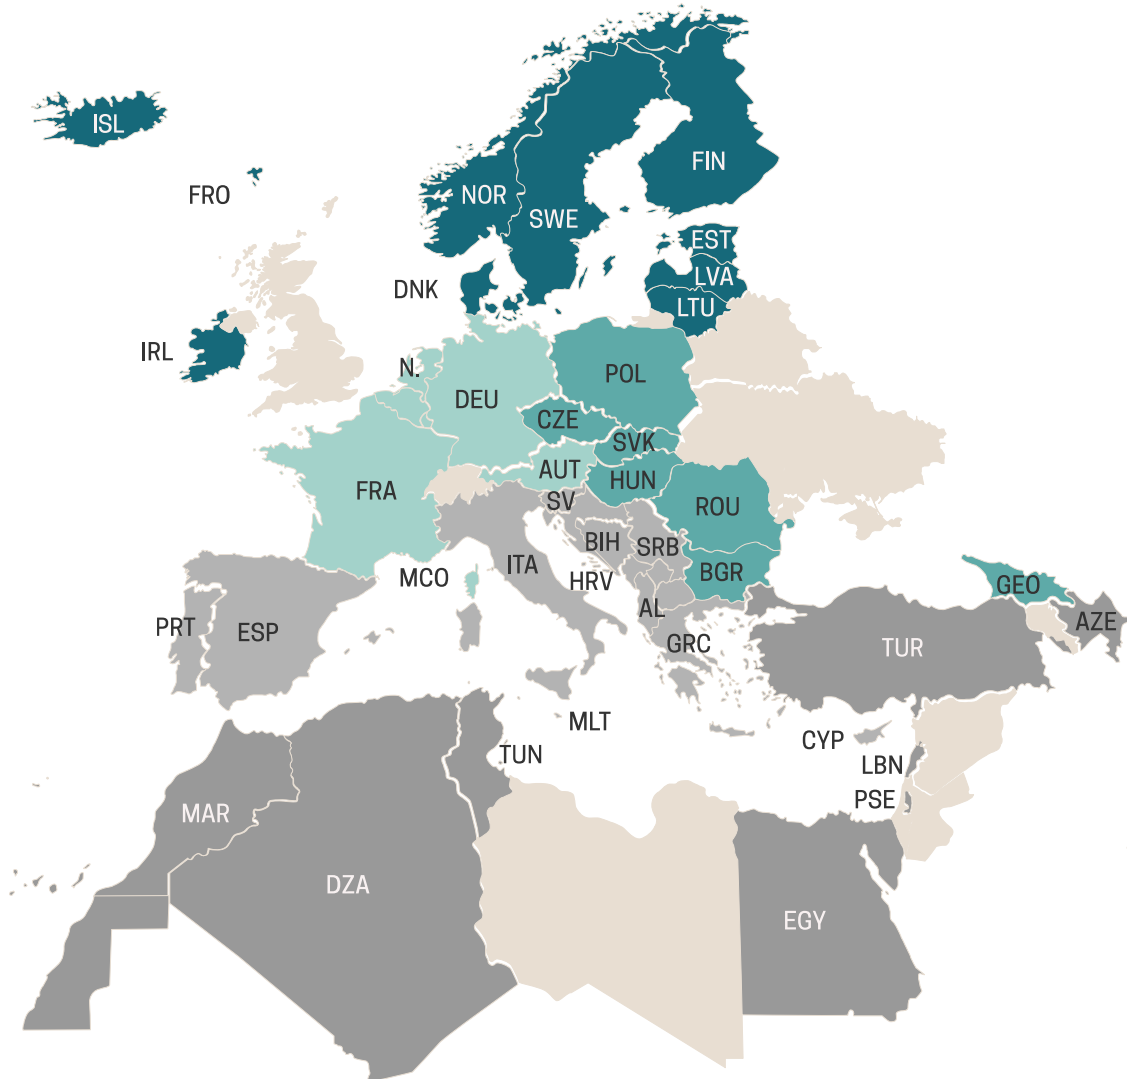 ISL
FIN
FRO
NOR
SWE
EST
LVA
DNK
LTU
IRL
N.
POL
DEU
CZE
SVK
AUT
HUN
FRA
SV
ROU
BIH
SRB
ITA
BGR
MCO
HRV
GEO
AL
AZE
PRT
ESP
GRC
TUR
MLT
CYP
TUN
LBN
PSE
MAR
DZA
EGY